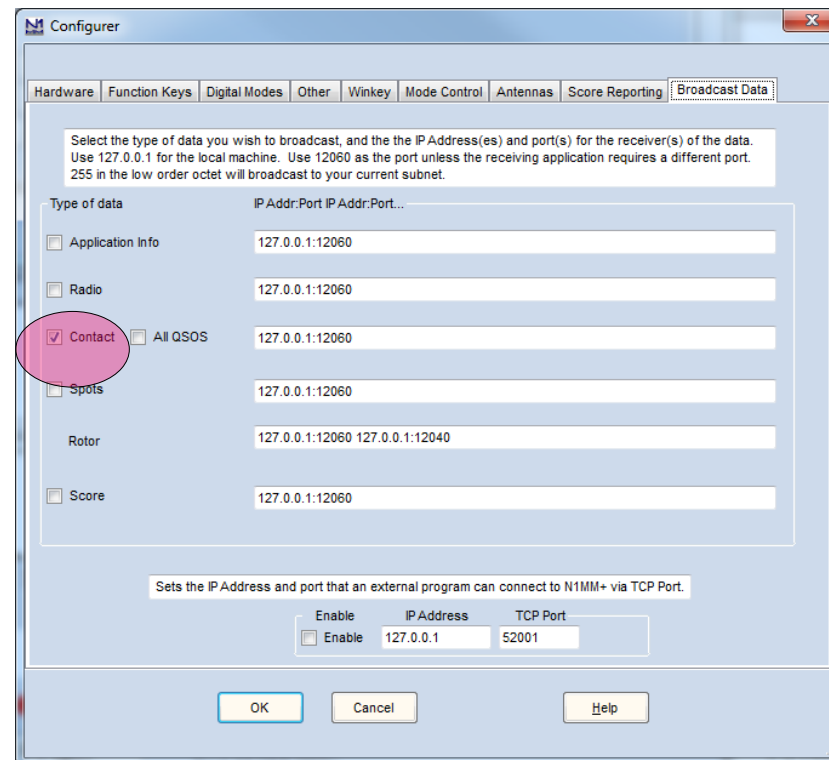 N1 MM Configurer
Hardware Function Keys Digital Modes Other Winkey Mode Control Antennas Score Reporting Broadcast Data
Select the type of data you wish to broadcast, and the the IP Address(es) and port(s) for the receiver(s) of the data.
Use 127.0.0.1 for the local machine. Use 12060 as the port unless the receiving application requires a different port.
255 in the low order octet will broadcast to your current subnet.
Type of data IP Addr:Port IP Addr:Port...
Application Info 127.0.0.1:12060
Radio 127.0.0.1:12060
Contact All QSOS 127.0.0.1:12060
Spots 127.0.0.1:12060
Rotor 127.0.0.1:12060 127.0.0.1:12040
Score 127.0.0.1:12060
Sets the IP Address and port that an external program can connect to N1MM+ via TCP Port.
Enable IP Address TCP Port
Enable 127.0.0.1 52001
OK Cancel Help